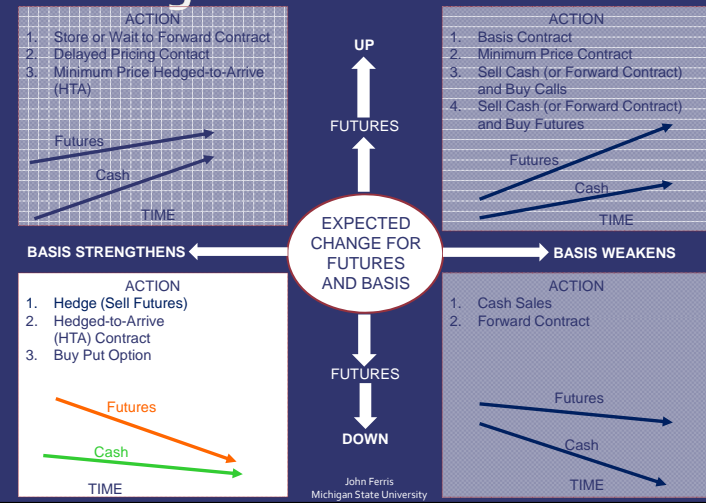 ACTION
1. Store or Wait to Forward Contract
2. Delayed Pricing Contact
3. Minimum Price Hedged-to-Arrive
(HTA)
Futures
Cash
TIME
UP
FUTURES
ACTION
1. Basis Contract
2. Minimum Price Contract
3. Sell Cash (or Forward Contract)
and Buy Calls
4. Sell Cash (or Forward Contract)
and Buy Futures
Futures
Cash
TIME
BASIS STRENGTHENS
EXPECTED
CHANGE FOR
FUTURES
AND BASIS
BASIS WEAKENS
ACTION
1. Hedge (Sell Futures)
2. Hedged-to-Arrive
(HTA) Contract
3. Buy Put Option
Futures
Cash
TIME
FUTURES
DOWN
John Ferris
Michigan State University
ACTION
1. Cash Sales
2. Forward Contract
Futures
Cash
TIME